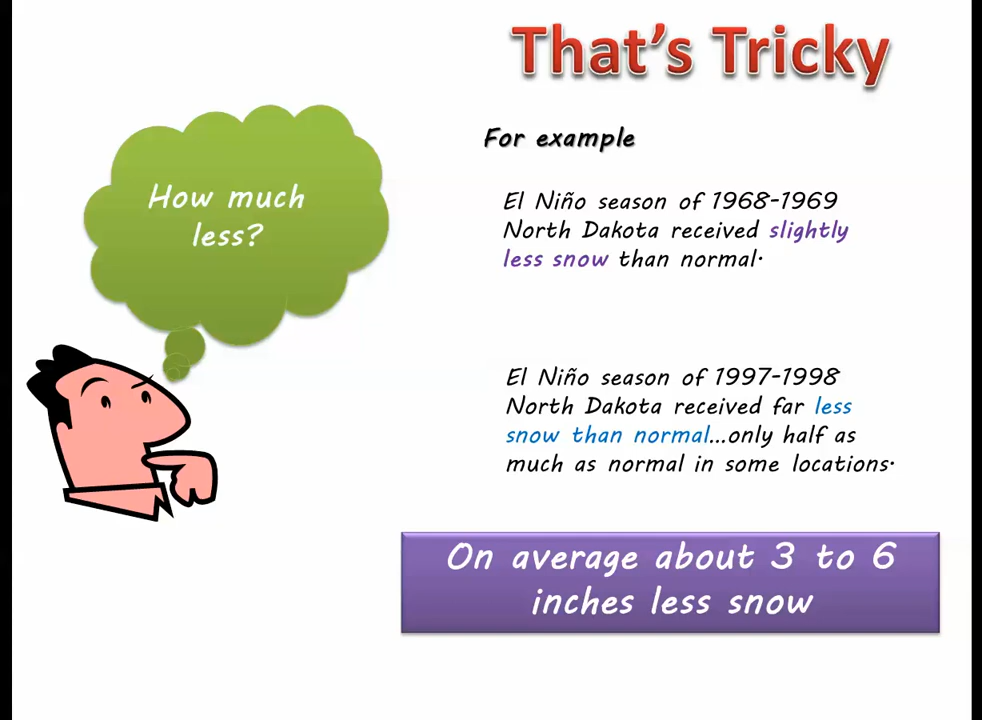 That's Tricky
How much
less?
For example
El Niño season of 1968-1969
North Dakota received slightly
less snow than normal.
El Niño season of 1997-1998
North Dakota received far less
snow than normal...only half as
much as normal in some locations.
On average about 3 to 6
inches less snow